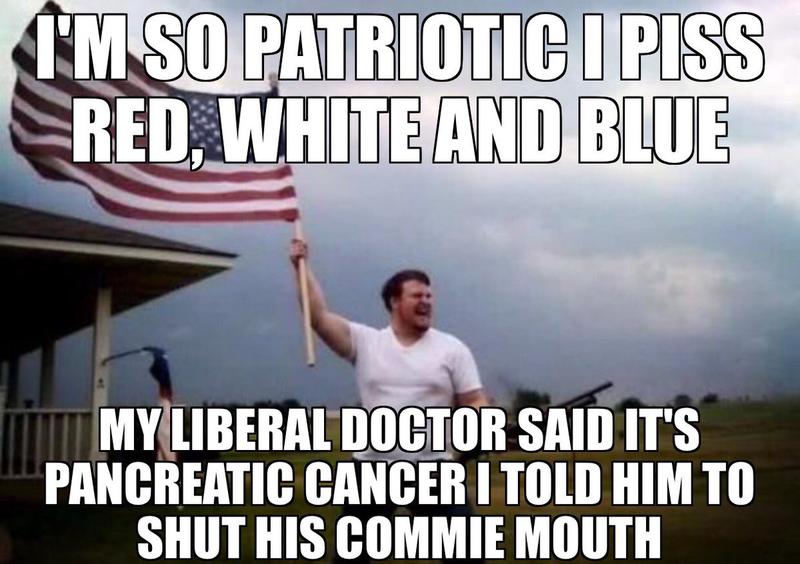 I'M SO PATRIOTIC I PISS
RED, WHITE AND BLUE
MY LIBERAL DOCTOR SAID IT'S
PANCREATIC CANCER I TOLD HIM TO
SHUT HIS COMMIE MOUTH